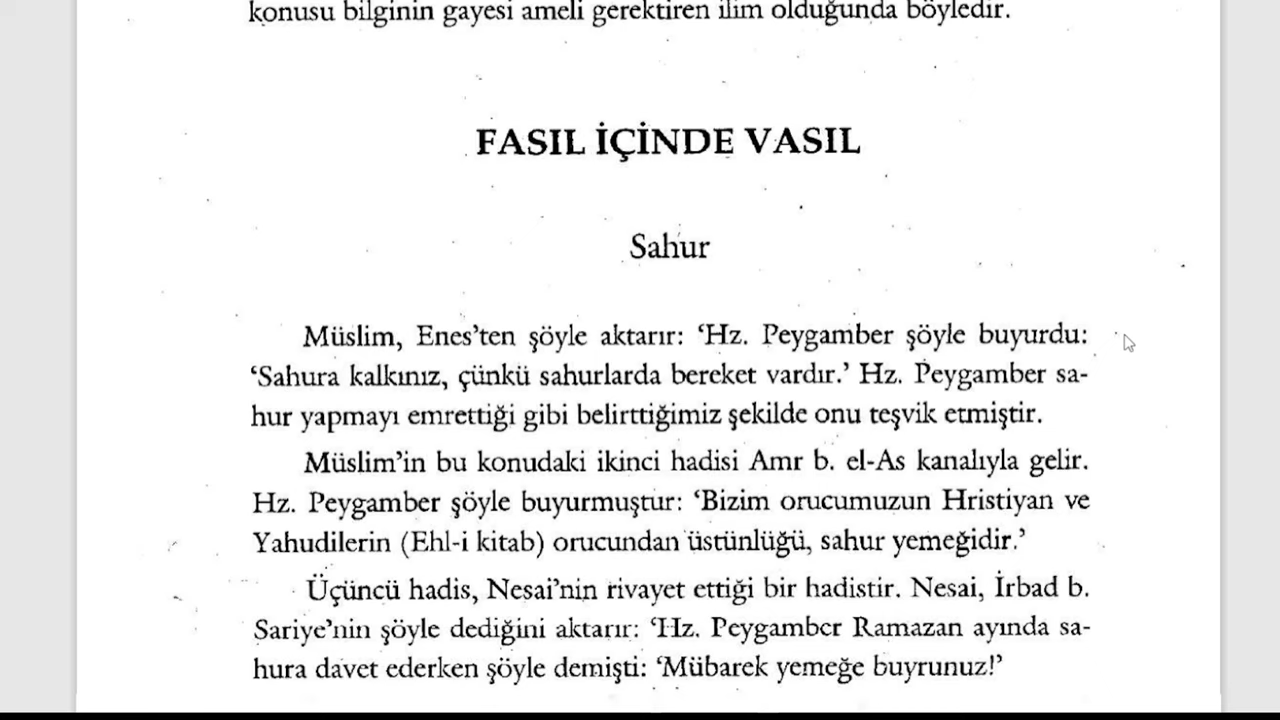 konusu bilginin gayesi ameli gerektiren ilim olduğunda böyledir.
FASIL İÇİNDE VASIL
Sahur
Müslim, Enes'ten şöyle aktarır: 'Hz. Peygamber şöyle buyurdu:
'Sahura kalkınız, çünkü sahurlarda bereket vardır.' Hz. Peygamber sa-
hur yapmayı emrettiği gibi belirttiğimiz şekilde onu teşvik etmiştir.
Müslim'in bu konudaki ikinci hadisi Amr b. el-As kanalıyla gelir.
Hz. Peygamber şöyle buyurmuştur: 'Bizim orucumuzun Hristiyan ve
Yahudilerin (Ehl-i kitab) orucundan üstünlüğü, sahur yemeğidir.'
Üçüncü hadis, Nesai'nin rivayet ettiği bir hadistir. Nesai, İrbad b.
Sariye'nin şöyle dediğini aktarır: 'Hz. Peygamber Ramazan ayında sa-
hura davet ederken şöyle demişti: 'Mübarek yemeğe buyrunuz!'